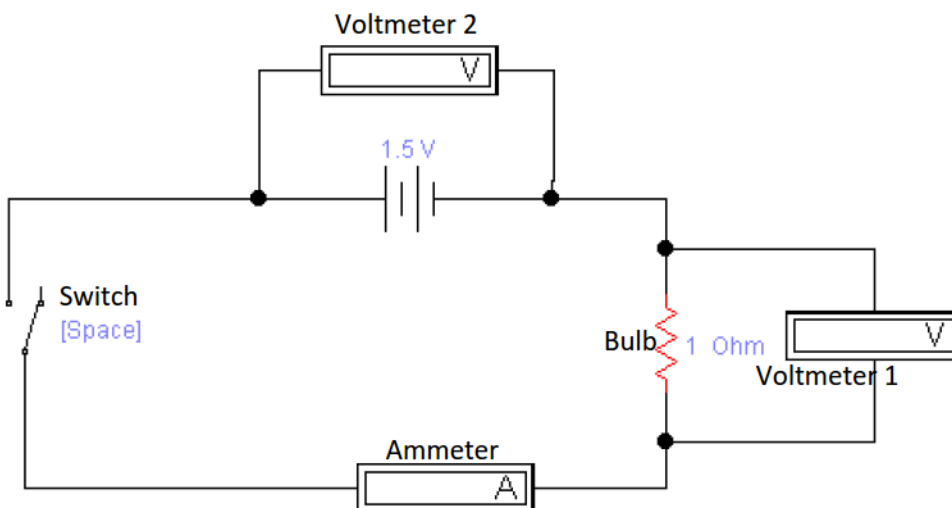 Voltmeter 2
V
1.5 V
Switch
[Space]
Bulb
1 Ohm
V
Voltmeter 1
Ammeter
A